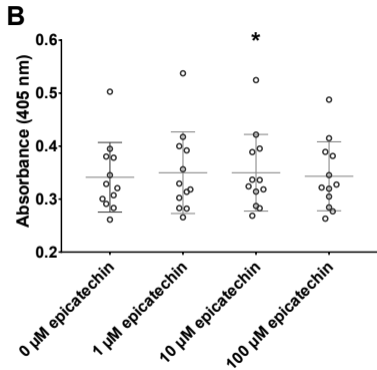 B
Absorbance (405 nm)
0.6
0.5
0.4
0.3
0.2
*
0 µM epicatechin
1 µM epicatechin
10 µM epicatechin
100 µM epicatechin